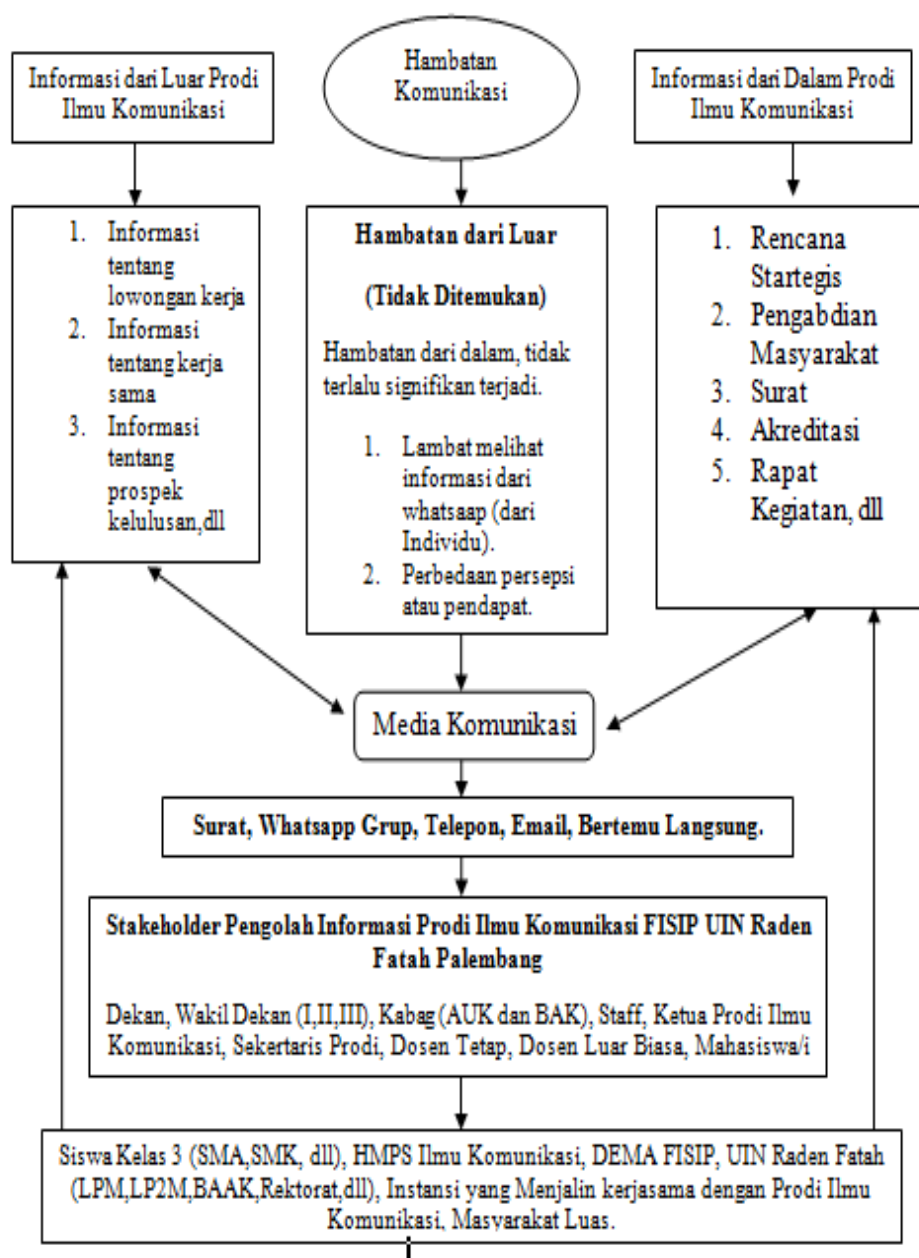 Informasi dari Luar Prodi
Ilmu Komunikasi
Hambatan
Komunikasi
Informasi dari Dalam Prodi
Ilmu Komunikasi
1. Informasi
tentang
lowongan kerja
2. Informasi
tentang kerja
sama
3. Informasi
tentang
prospek
kelulusan,dll
Hambatan dari Luar
(Tidak Ditemukan)
Hambatan dari dalam, tidak
terlalu signifikan terjadi.
1. Lambat melihat
informasi dari
whatsaap (dari
Individu).
2. Perbedaan persepsi
atau pendapat.
1. Rencana
Startegis
2. Pengabdian
Masyarakat
3. Surat
4. Akreditasi
5. Rapat
Kegiatan, dll
Media Komunikasi
Surat, Whatsapp Grup, Telepon, Email, Bertemu Langsung.
Stakeholder Pengolah Informasi Prodi Ilmu Komunikasi FISIP UIN Raden
Fatah Palembang
Dekan, Wakil Dekan (I,II,III), Kabag (AUK dan BAK), Staff, Ketua Prodi Ilmu
Komunikasi, Sekertaris Prodi, Dosen Tetap, Dosen Luar Biasa, Mahasiswa/i
Siswa Kelas 3 (SMA,SMK, dll), HMPS Ilmu Komunikasi, DEMA FISIP, UIN Raden Fatah
(LPM,LP2M,BAAK,Rektorat,dll), Instansi yang Menjalin kerjasama dengan Prodi Ilmu
Komunikasi, Masyarakat Luas.